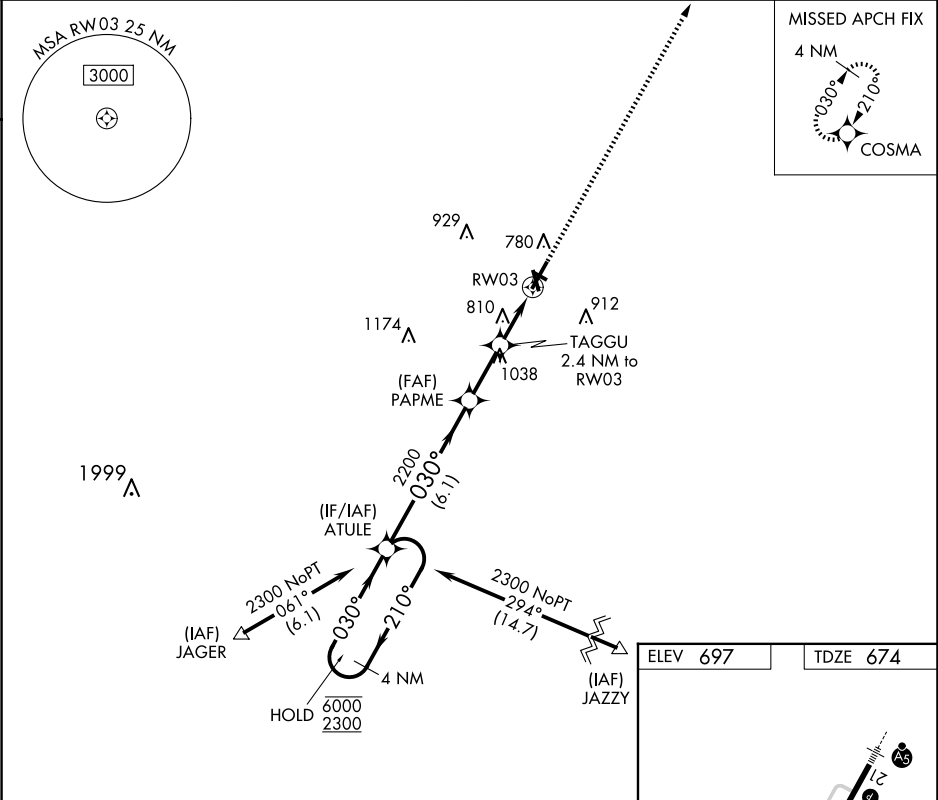 MSA RW03 25 NM
3000
MISSED APCH FIX
4 NM
030°
210°
COSMA
929
780
RW03
810
912
1174
TAGGU
2.4 NM to
RW03
1038
(FAF)
PAPME
2200
030°
(6.1)
1999
(IF/IAF)
ATULE
2300 NoPT
061°
(6.1)
(IAF)
JAGER
030°
210°
2300 NoPT
294°
(14.7)
(IAF)
JAZZY
4 NM
HOLD
6000
2300
ELEV 697
TDZE 674
A5
21
P